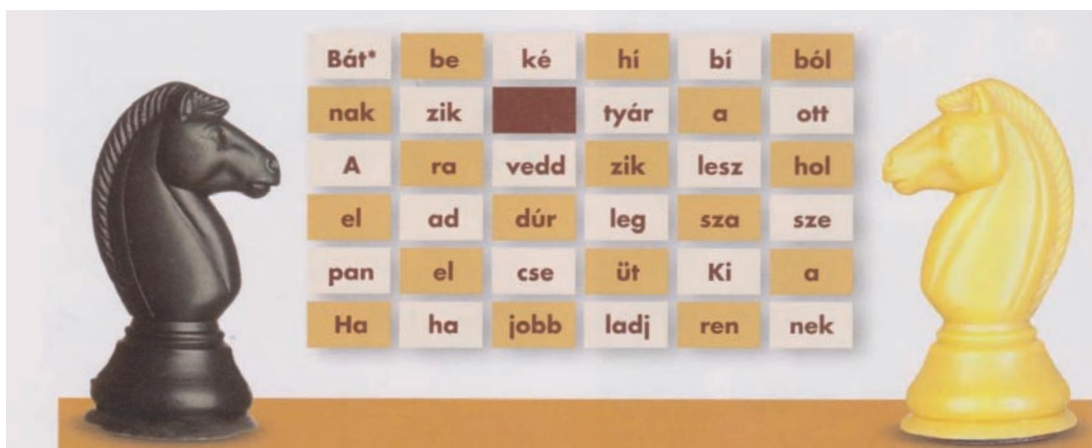 Bát* be ké hí bí ból
nak zik tyár a ott
A ra vedd zik lesz hol
el ad dúr leg sza sze
pan el cse üt Ki a
Ha ha jobb ladj ren nek